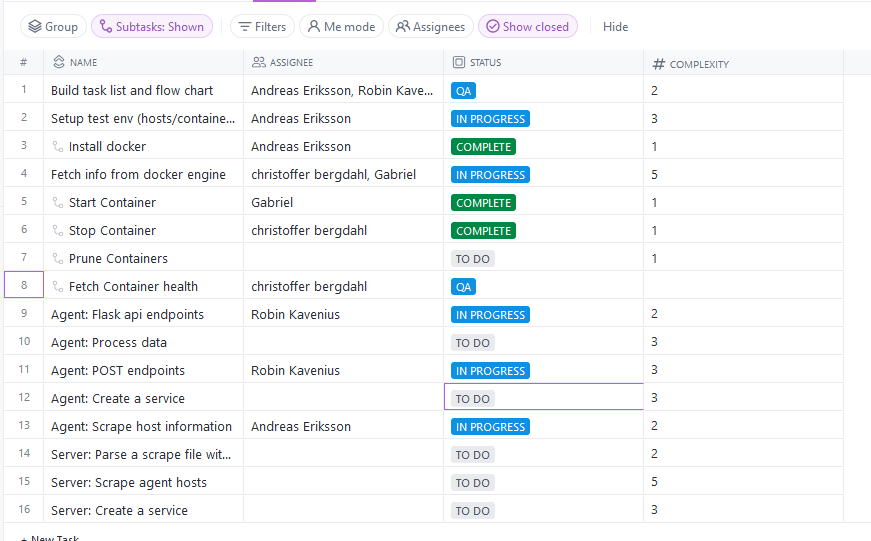 Group Subtasks: Shown Filters Me mode Assignees Show closed Hide
# NAME ASSIGNEE STATUS COMPLEXITY
1 Build task list and flow chart Andreas Eriksson, Robin Kave... QA 2
2 Setup test env (hosts/containe... Andreas Eriksson IN PROGRESS 3
3 Install docker Andreas Eriksson COMPLETE 1
4 Fetch info from docker engine christoffer bergdahl, Gabriel IN PROGRESS 5
5 Start Container Gabriel COMPLETE 1
6 Stop Container christoffer bergdahl COMPLETE 1
7 Prune Containers TO DO 1
8 Fetch Container health christoffer bergdahl QA
9 Agent: Flask api endpoints Robin Kavenius IN PROGRESS 2
10 Agent: Process data TO DO 3
11 Agent: POST endpoints Robin Kavenius IN PROGRESS 3
12 Agent: Create a service TO DO 3
13 Agent: Scrape host information Andreas Eriksson IN PROGRESS 2
14 Server: Parse a scrape file wit... TO DO 2
15 Server: Scrape agent hosts TO DO 5
16 Server: Create a service TO DO 3
+ New Task